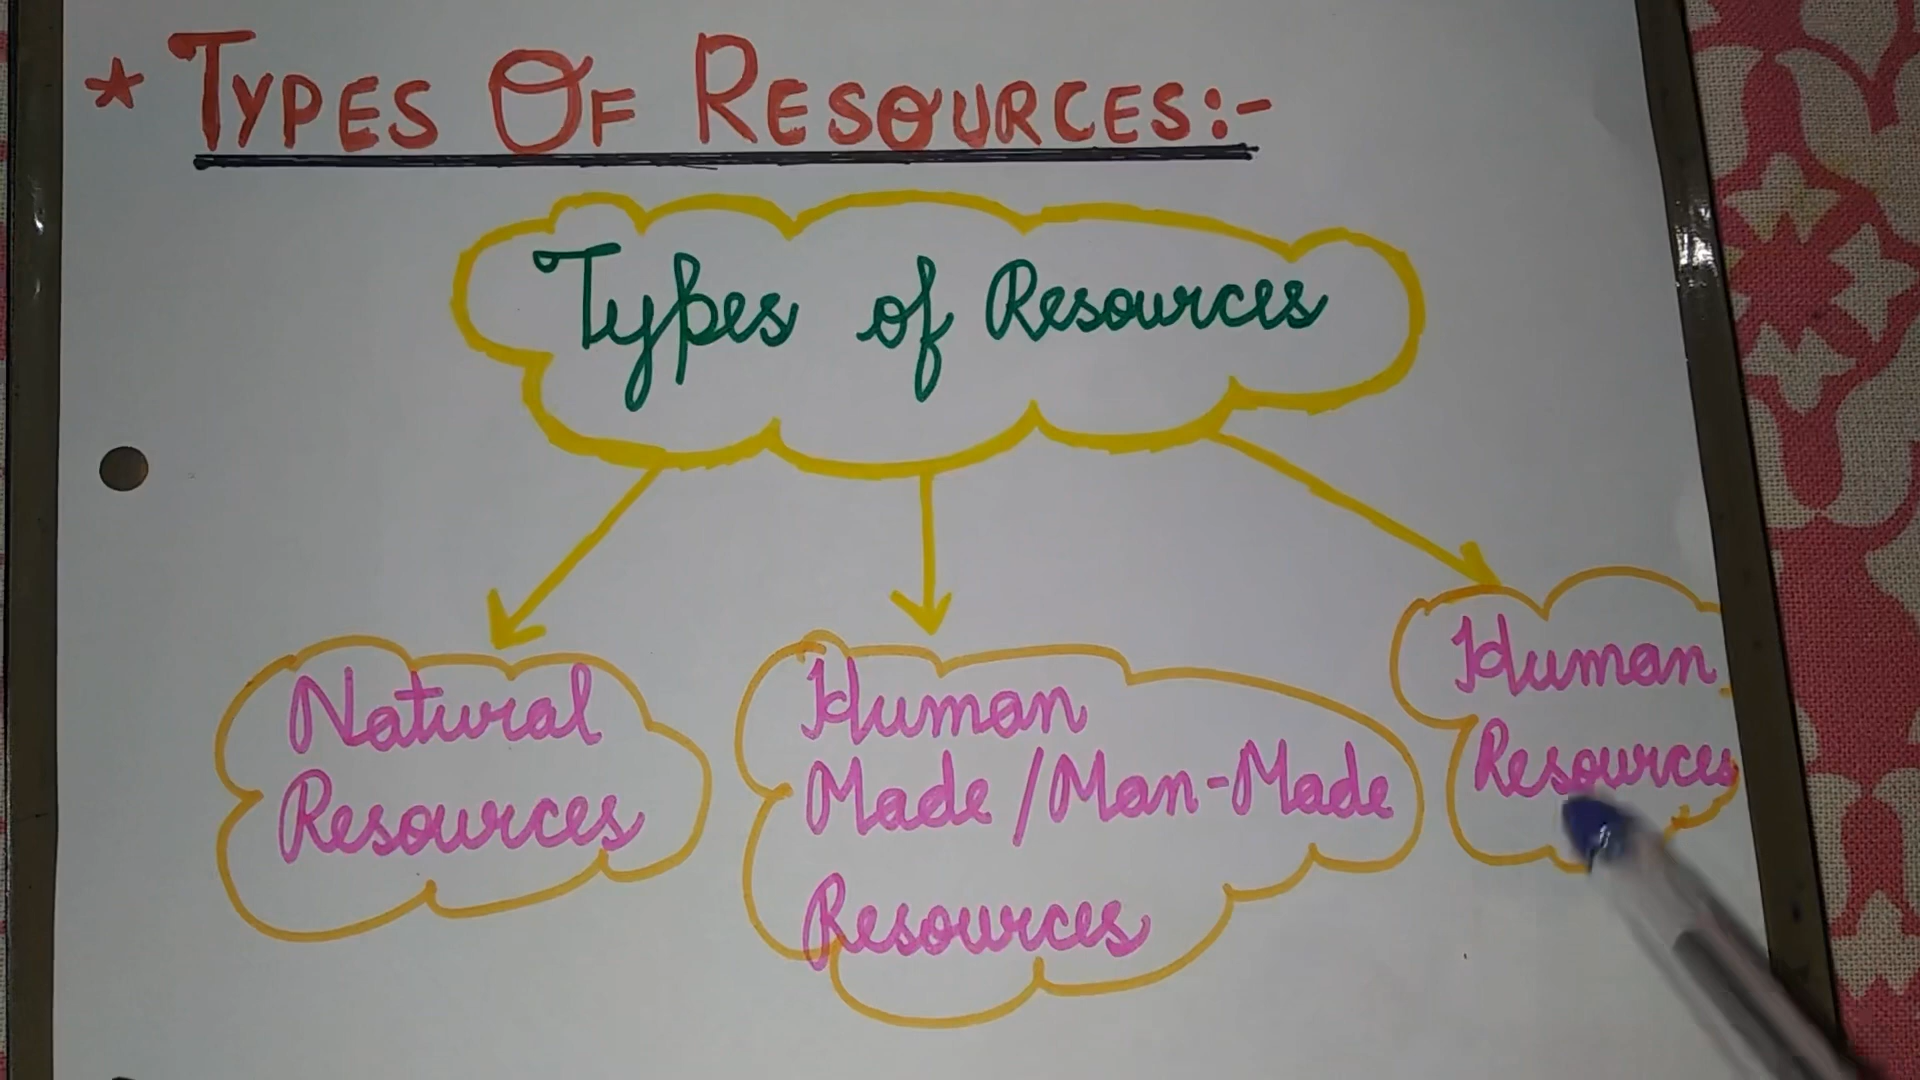 * TYPES OF RESOURCES:-
Types of Resources
Natural
Resources
Human
Made/Man-Made
Resources
Human
Resources